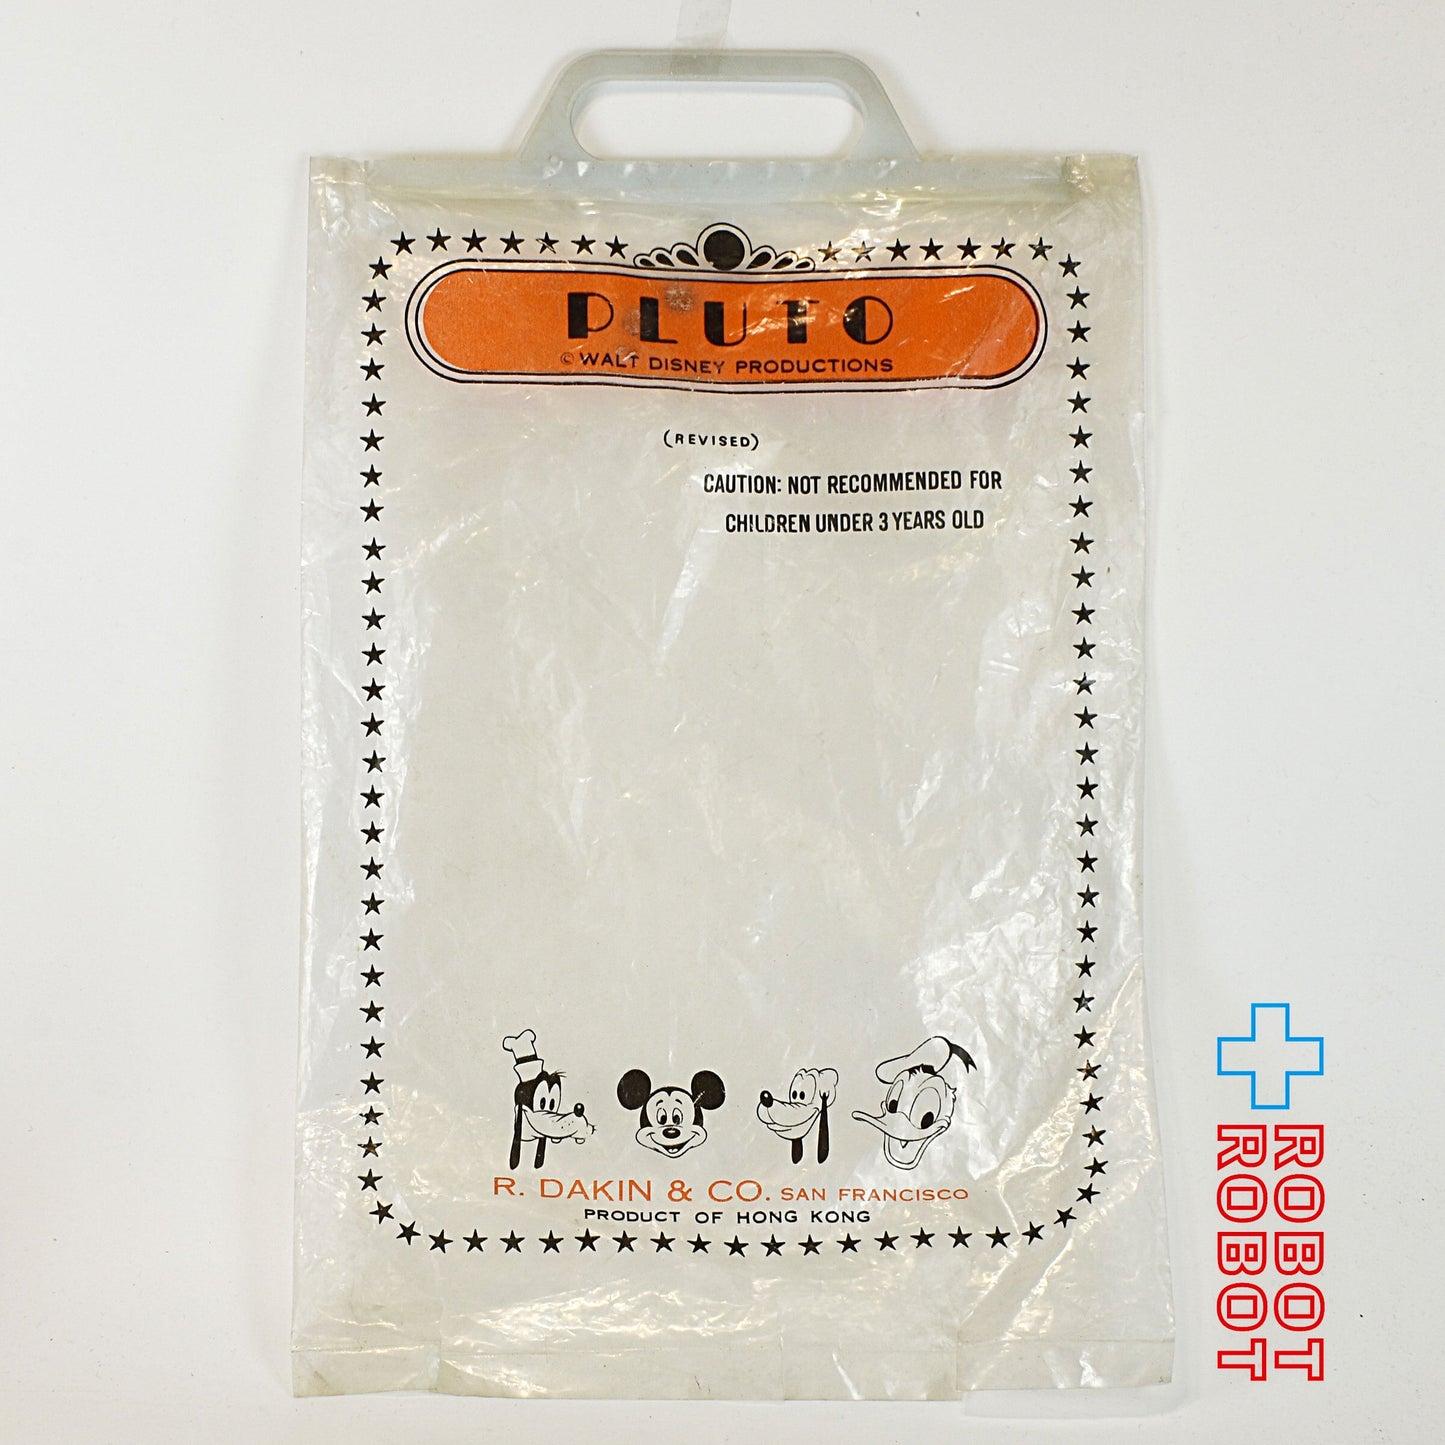 PLUTO
© WALT DISNEY PRODUCTIONS
(REVISED)
CAUTION: NOT RECOMMENDED FOR
CHILDREN UNDER 3 YEARS OLD
R. DAKIN & CO. SAN FRANCISCO
PRODUCT OF HONG KONG
ROBOT
ROBOT